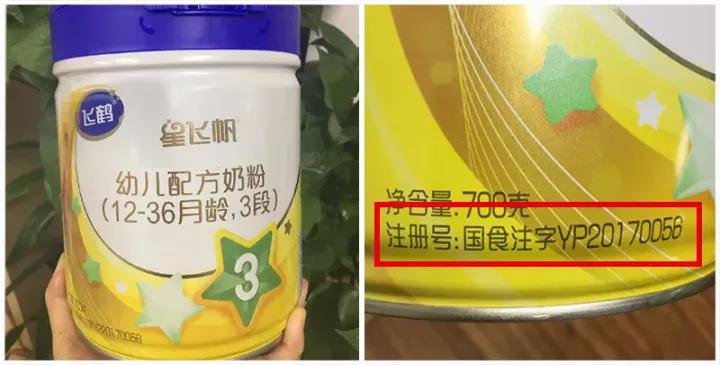 飞鹤
星飞帆
幼儿配方奶粉
(12-36月龄,3段)
3
净含量:700克
注册号:国食注字YP20170056